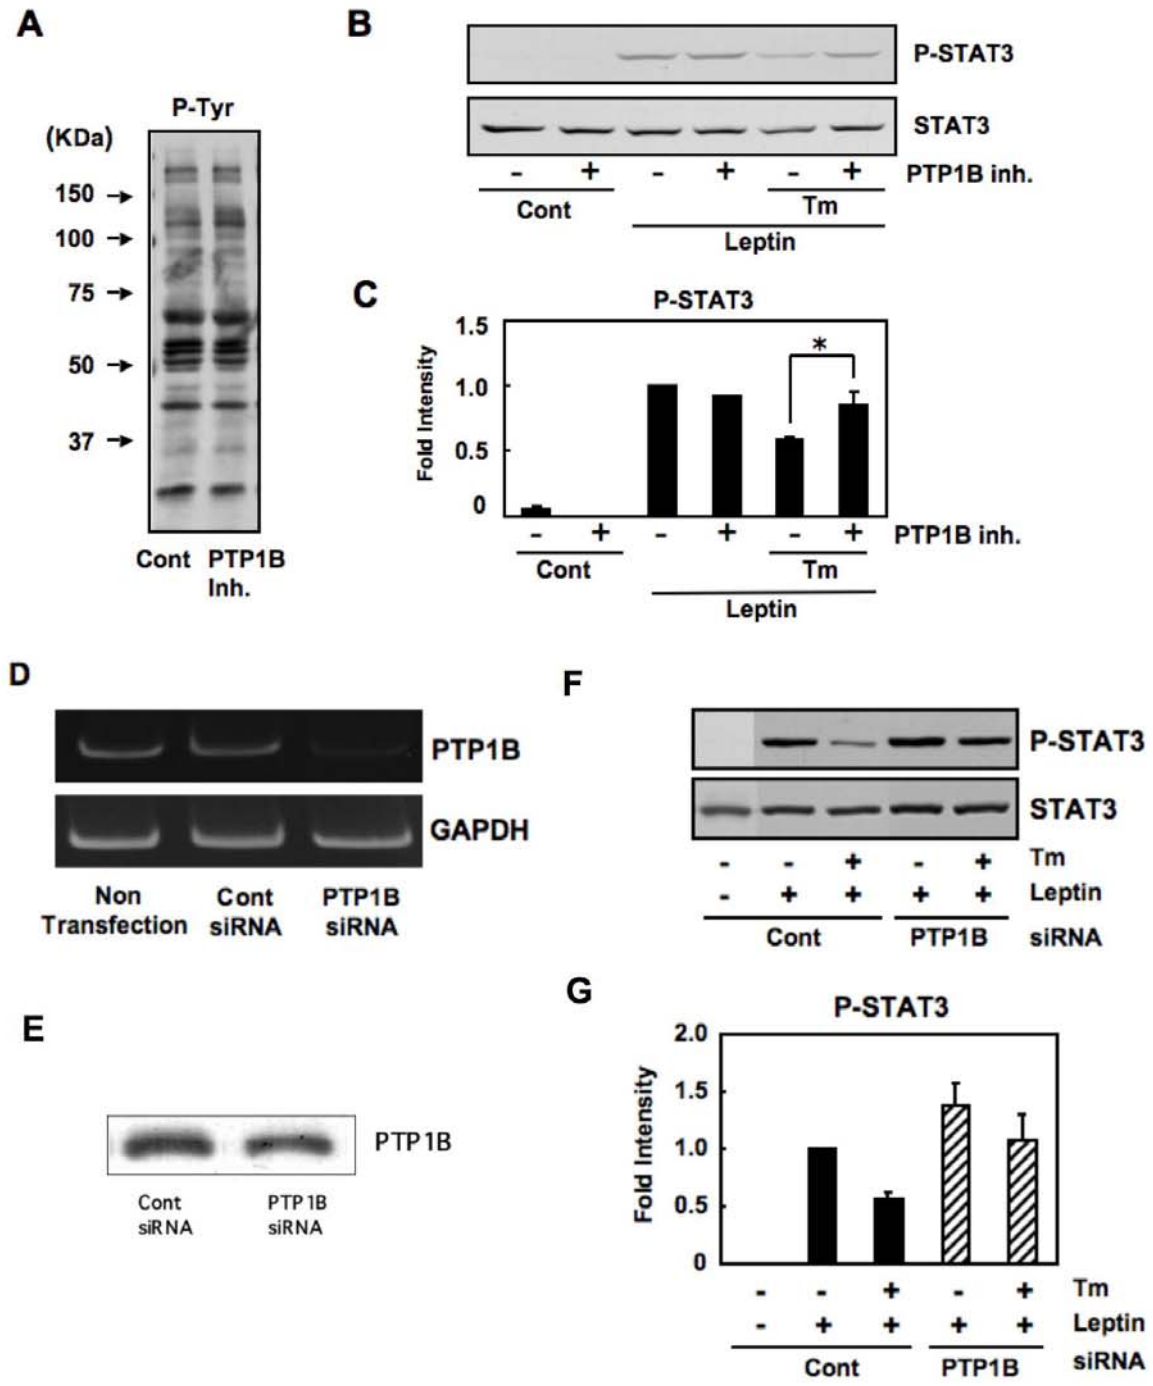 A
P-Tyr
(KDa)
150
100
75
50
37
Cont PTP1B
Inh.
B
P-STAT3
STAT3
- + - + - + PTP1B inh.
Cont Tm
Leptin
C
P-STAT3
Fold Intensity
1.5
1.0
0.5
0
*
- + - + - + PTP1B inh.
Cont Tm
Leptin
D
PTP1B
GAPDH
Non Cont PTP1B
Transfection siRNA siRNA
E
PTP1B
Cont PTP1B
siRNA siRNA
F
P-STAT3
STAT3
- - + - + Tm
- + + + + Leptin
Cont PTP1B siRNA
G
P-STAT3
Fold Intensity
2.0
1.5
1.0
0.5
0
- - + - + Tm
- + + + + Leptin
Cont PTP1B siRNA